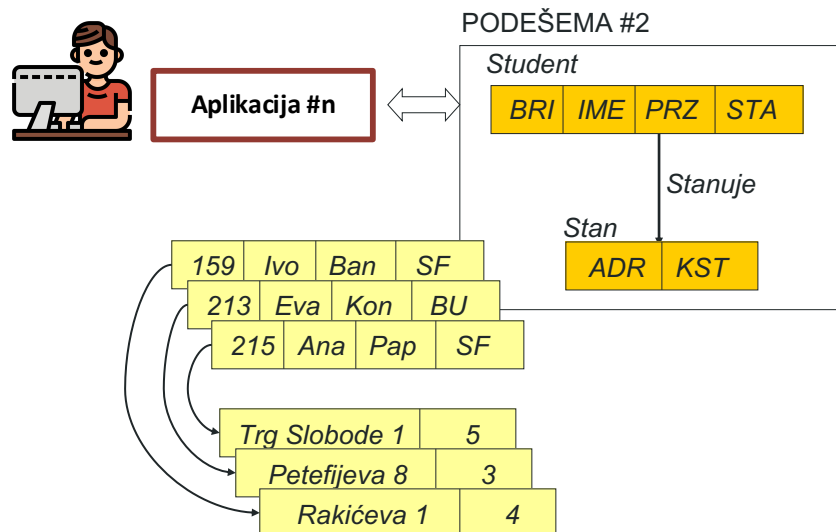 PODEŠEMA #2
Aplikacija #n
Student
BRI IME PRZ STA
Stanuje
Stan
ADR KST
159 Ivo Ban SF
213 Eva Kon BU
215 Ana Pap SF
Trg Slobode 1 5
Petefijeva 8 3
Rakićeva 1 4